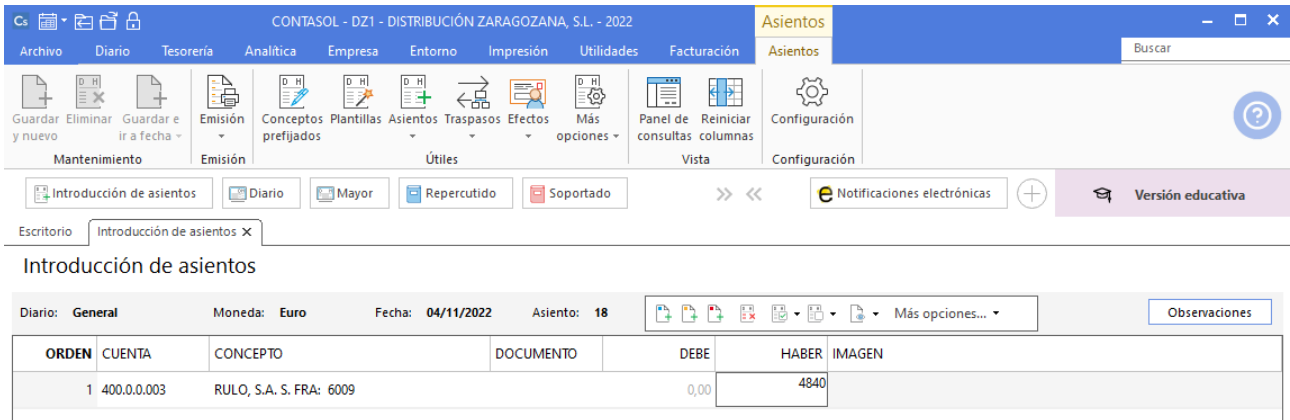 Cs CONTASOL - DZ1 - DISTRIBUCIÓN ZARAGOZANA, S.L. - 2022 Asientos
Archivo Diario Tesorería Analítica Empresa Entorno Impresión Utilidades Facturación Asientos Buscar
D H D H D H D H
Guardar Eliminar Guardar e Emisión Conceptos Plantillas Asientos Traspasos Efectos Más Panel de Reiniciar Configuración
y nuevo ir a fecha prefijados opciones consultas columnas
Mantenimiento Emisión Útiles Vista Configuración
Introducción de asientos Diario Mayor Repercutido Soportado e Notificaciones electrónicas Versión educativa
Escritorio Introducción de asientos X
Introducción de asientos
Diario: General Moneda: Euro Fecha: 04/11/2022 Asiento: 18 Más opciones... Observaciones
ORDEN CUENTA CONCEPTO DOCUMENTO DEBE HABER IMAGEN
1 400.0.0.003 RULO, S.A. S. FRA: 6009 0,00 4840